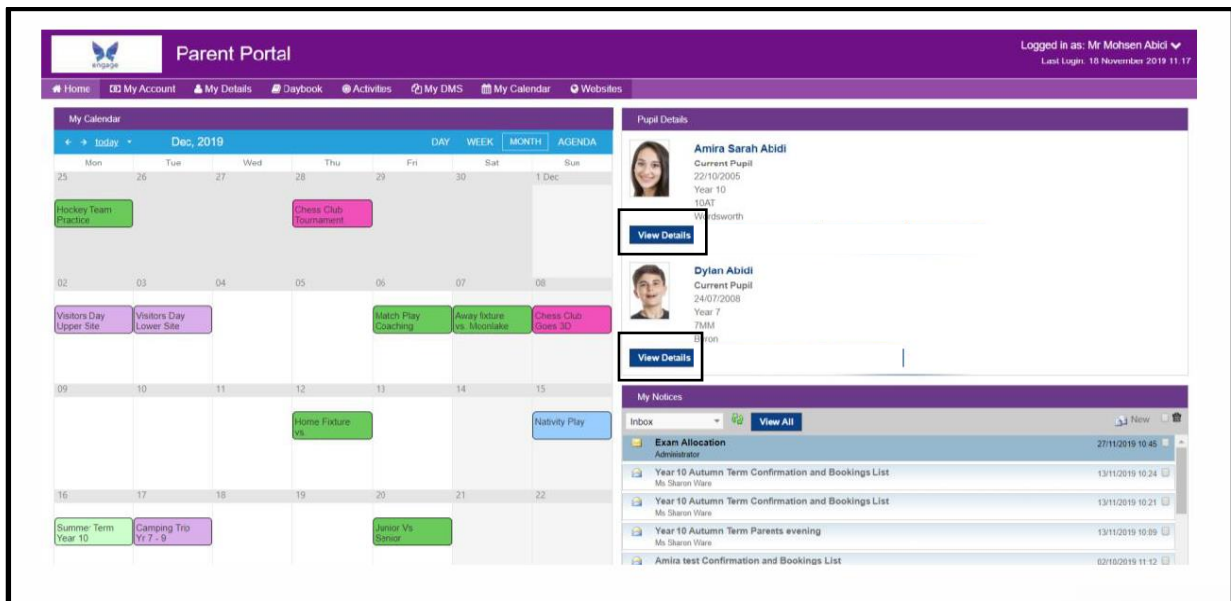 engage
Parent Portal
Logged in as: Mr Mohsen Abidi
Last Login: 18 November 2019 11.17
Home My Account My Details Daybook Activities My DMS My Calendar Websites
My Calendar
today Dec, 2019 DAY WEEK MONTH AGENDA
Mon Tue Wed Thu Fri Sat Sun
25 26 27 28 29 30 1 Dec
Hockey Team
Practice
Chess Club
Tournament
02 03 04 05 06 07 08
Visitors Day
Upper Site
Visitors Day
Lower Site
Match Play
Coaching
Away fixture
vs. Moonlake
Chess Club
Goes 3D
09 10 11 12 13 14 15
Home Fixture
vs.
Nativity Play
16 17 18 19 20 21 22
Summer Term
Year 10
Camping Trip
Yr 7 - 9
Junior Vs
Senior
Pupil Details
Amira Sarah Abidi
Current Pupil
22/10/2005
Year 10
10AT
Wordsworth
View Details
Dylan Abidi
Current Pupil
24/07/2008
Year 7
7MM
Byron
View Details
My Notices
Inbox View All New
Exam Allocation 27/11/2019 10:45
Administrator
Year 10 Autumn Term Confirmation and Bookings List 13/11/2019 10:24
Ms Sharon Ware
Year 10 Autumn Term Confirmation and Bookings List 13/11/2019 10:21
Ms Sharon Ware
Year 10 Autumn Term Parents evening 13/11/2019 10:09
Ms Sharon Ware
Amira test Confirmation and Bookings List 02/10/2019 11:12